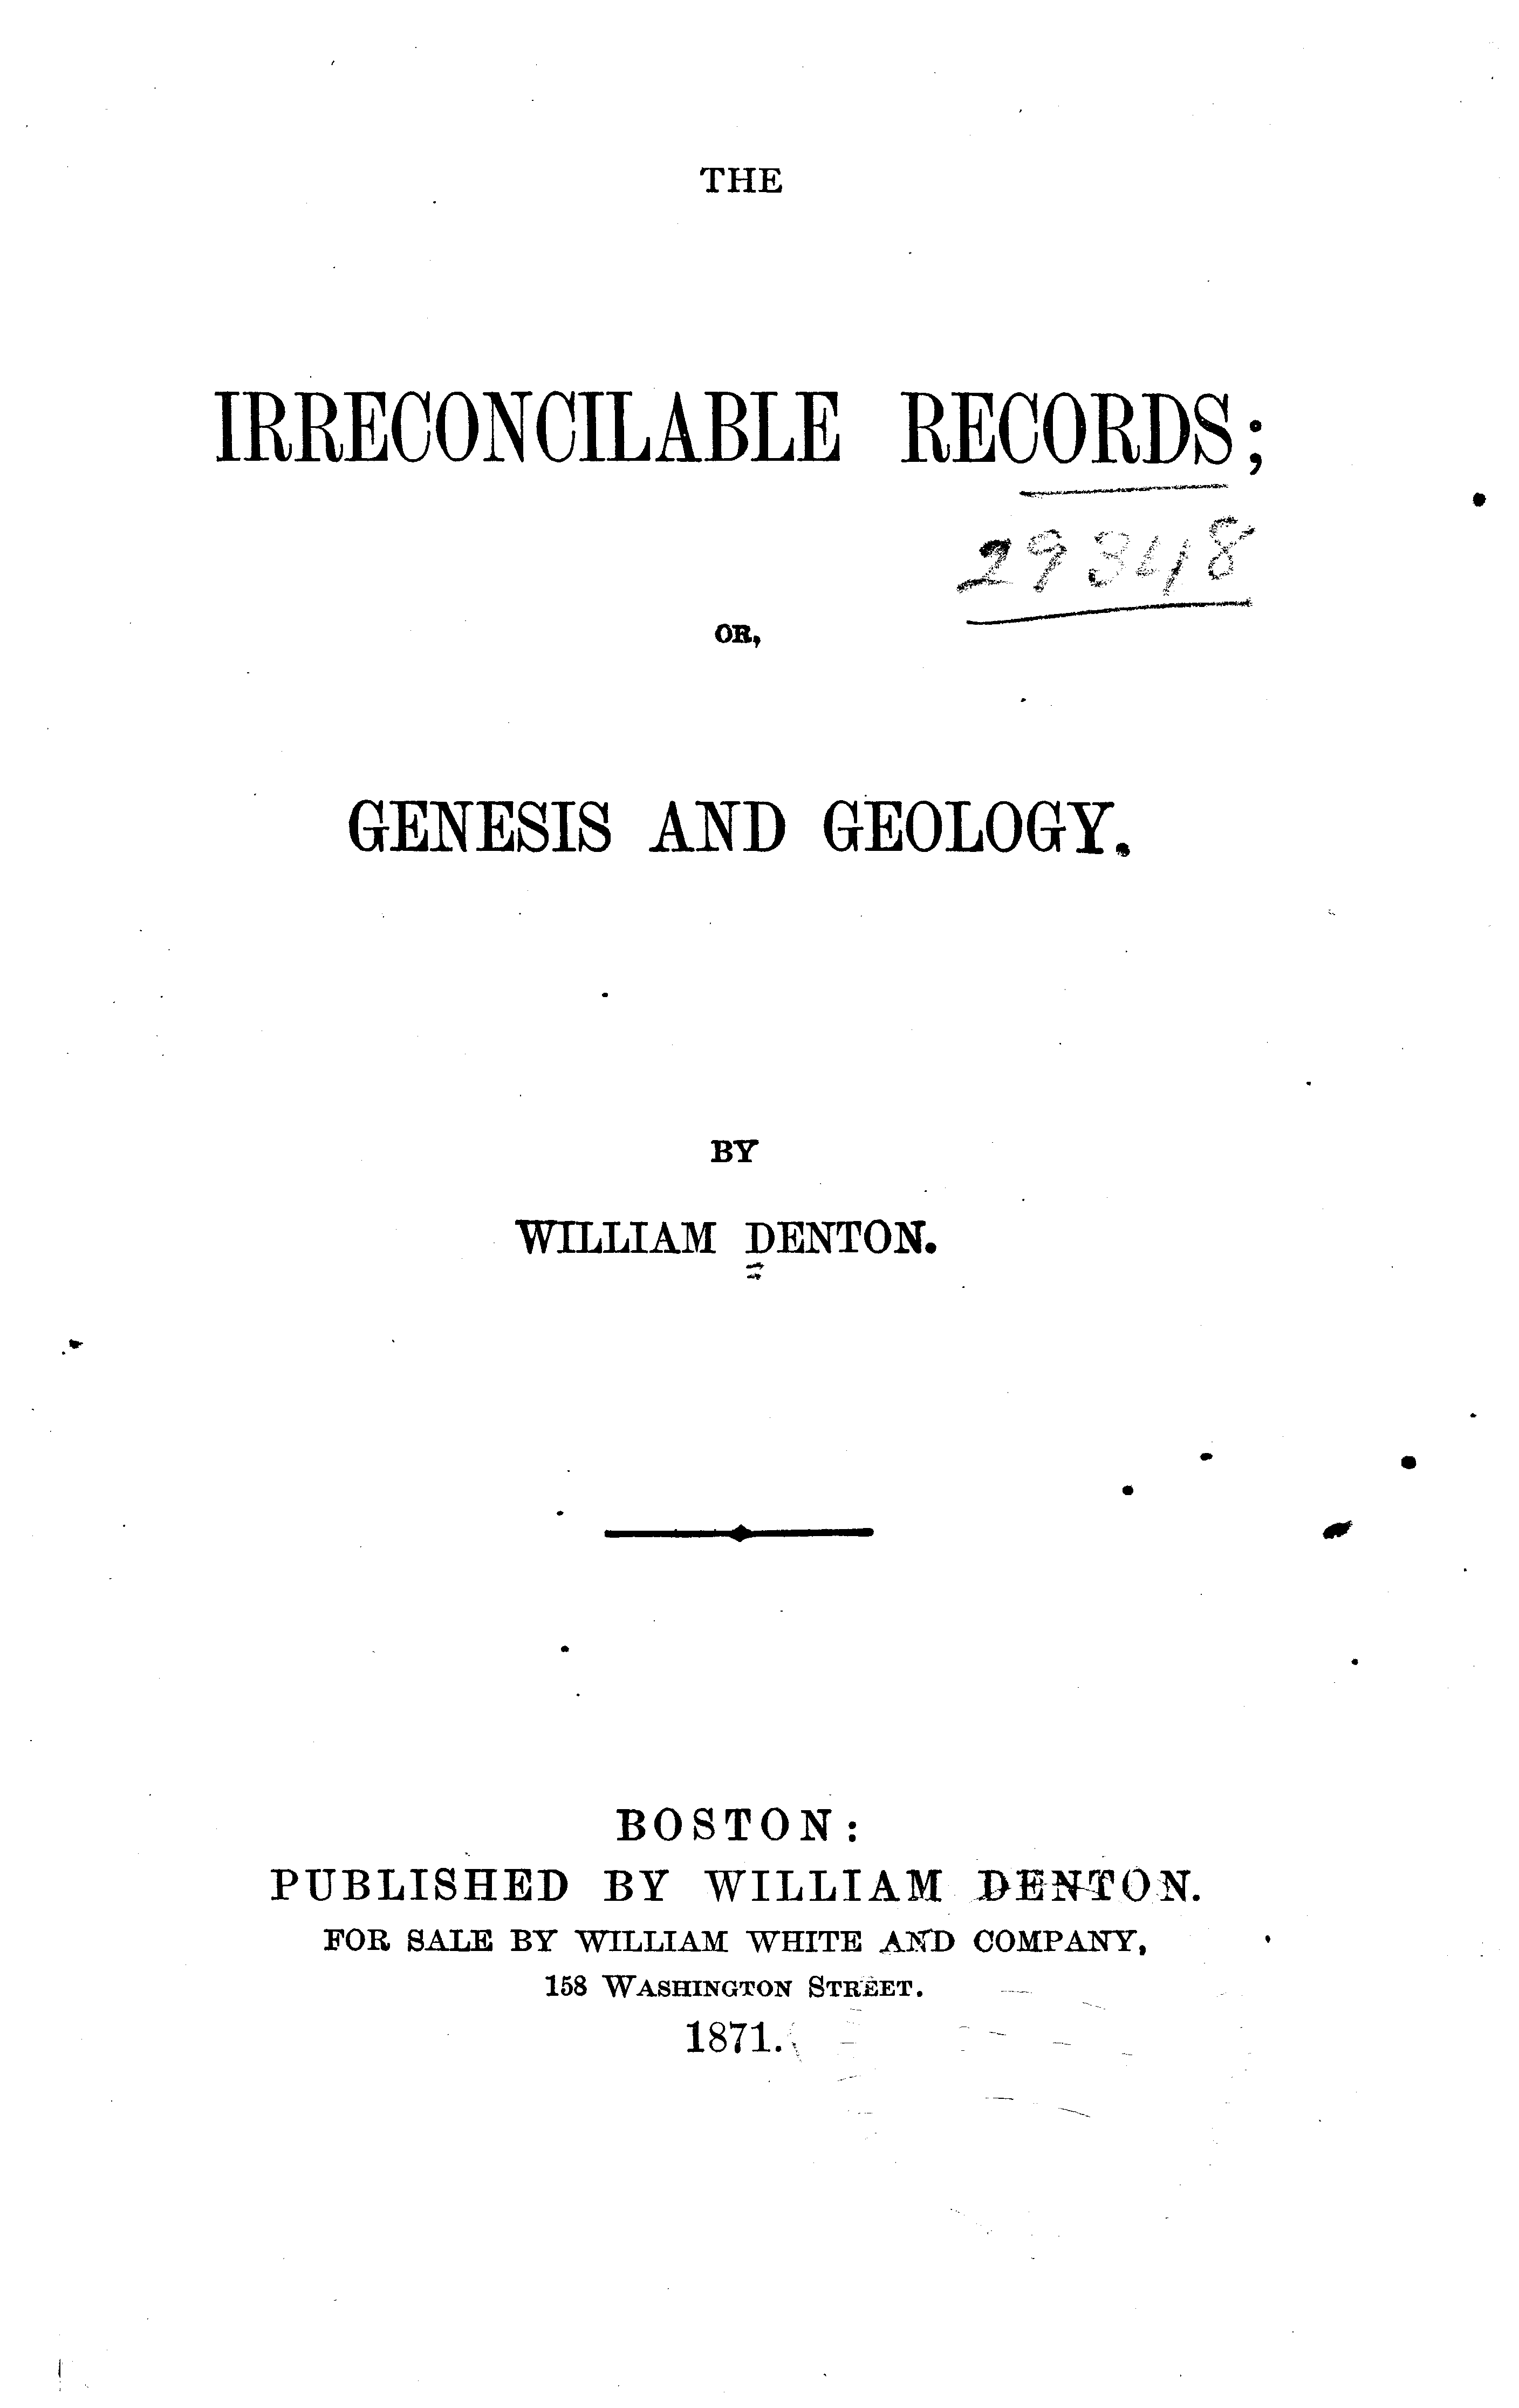 THE
IRRECONCILABLE RECORDS;
29348
OR,
GENESIS AND GEOLOGY.
BY
WILLIAM DENTON.
BOSTON:
PUBLISHED BY WILLIAM DENTON.
FOR SALE BY WILLIAM WHITE AND COMPANY,
158 WASHINGTON STREET.
1871.